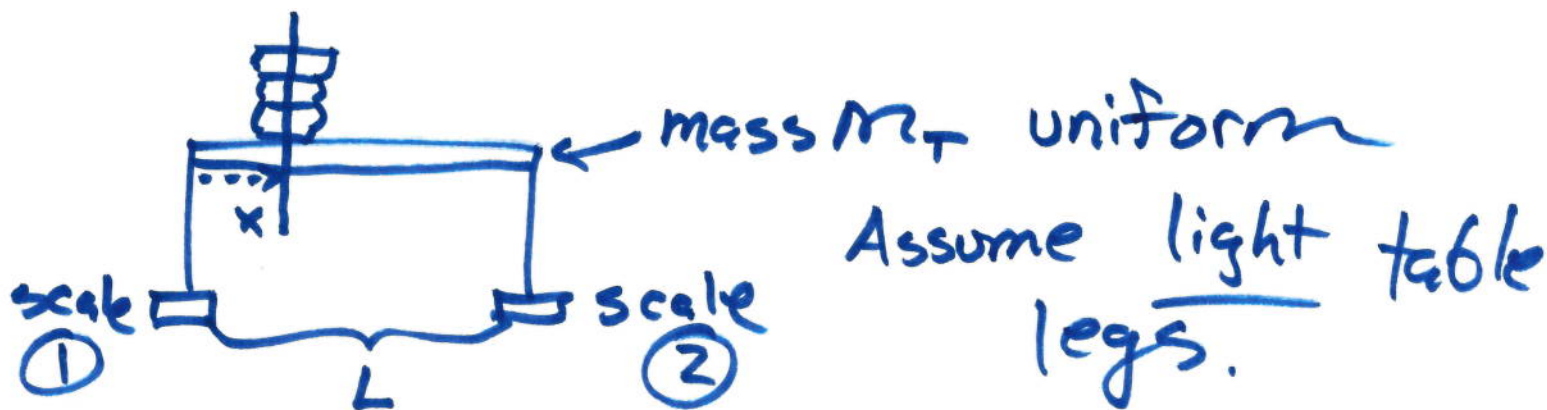 mass M_T uniform
x
Assume light table
legs.
scale
①
L
scale
②